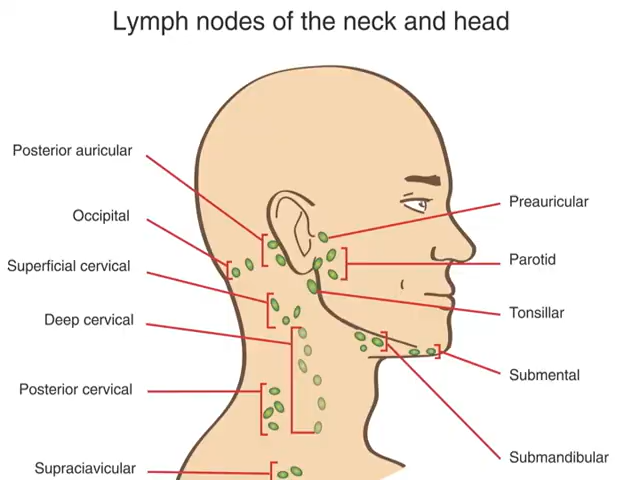 Lymph nodes of the neck and head
Posterior auricular
Occipital
Superficial cervical
Deep cervical
Posterior cervical
Supraciavicular
Preauricular
Parotid
Tonsillar
Submental
Submandibular